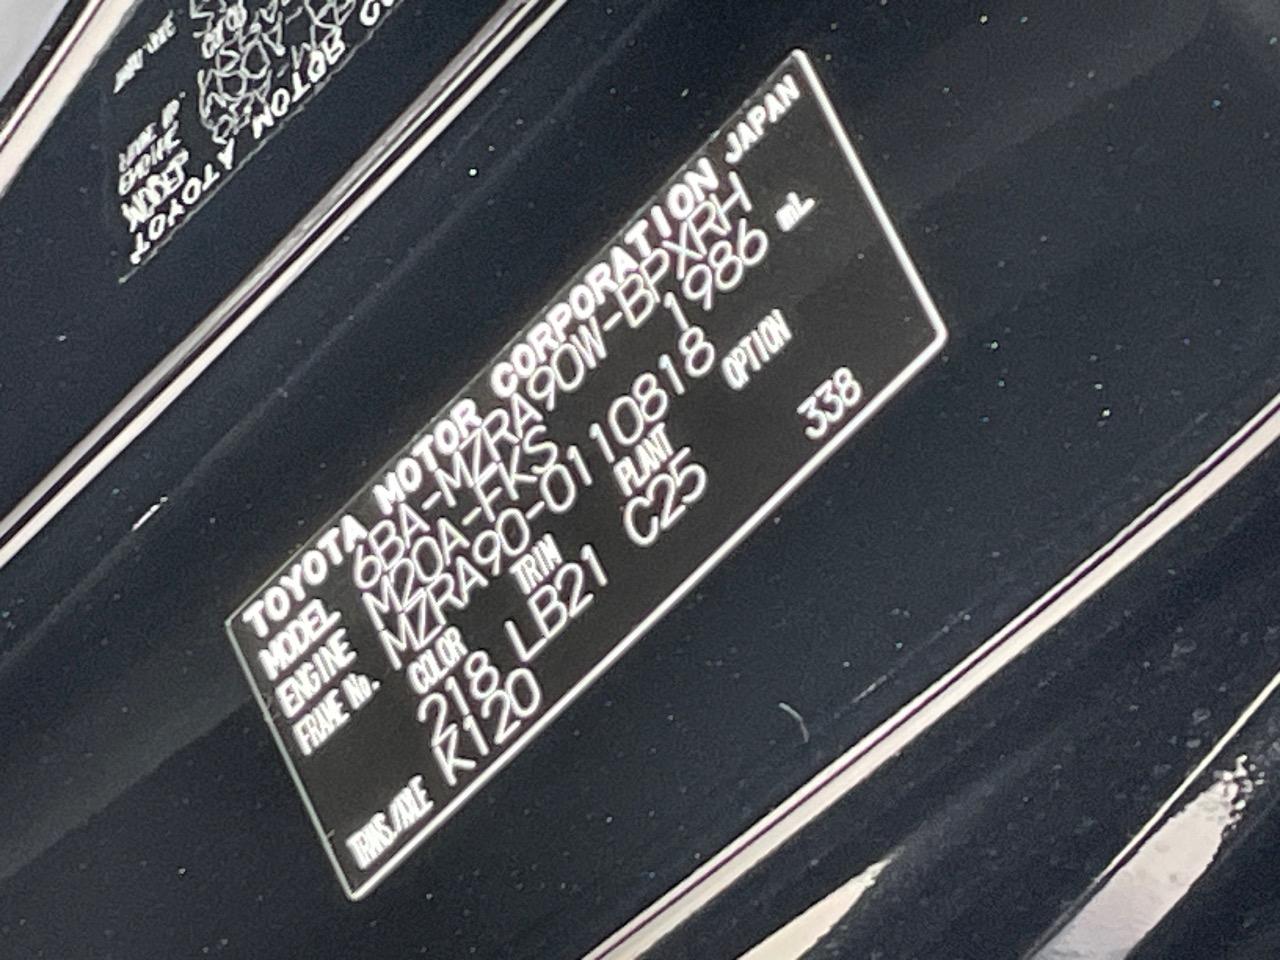 TOYOTA MOTOR CORPORATION JAPAN
MODEL 6BA-MZRA90W-BPXRH
ENGINE M20A-FKS 1986 mL
FRAME No. MZRA90-0110818
COLOR TRIM PLANT OPTION
218 LB21 C25 338
TRANS./AXLE K120